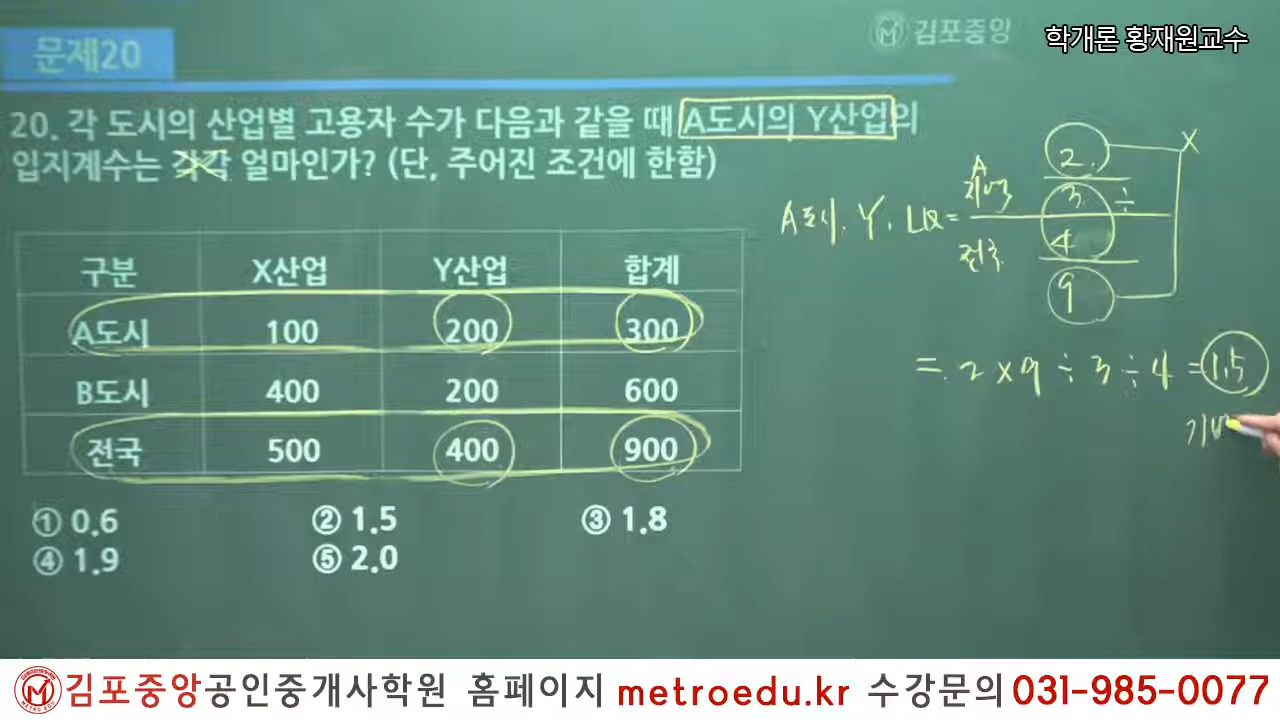 문제20
김포중앙
학개론 황재원교수
20. 각 도시의 산업별 고용자 수가 다음과 같을 때 A도시의 Y산업의
입지계수는 각각 얼마인가? (단, 주어진 조건에 한함)
구분 X산업 Y산업 합계
A도시 100 200 300
B도시 400 200 600
전국 500 400 900
① 0.6 ② 1.5 ③ 1.8
④ 1.9 ⑤ 2.0
A도시. Y. LQ =
A
지역
전국
2
3
÷
4
9
X
= 2 × 9 ÷ 3 ÷ 4 = 1.5
김포중앙공인중개사학원 홈페이지 metroedu.kr 수강문의 031-985-0077
METRO EDU